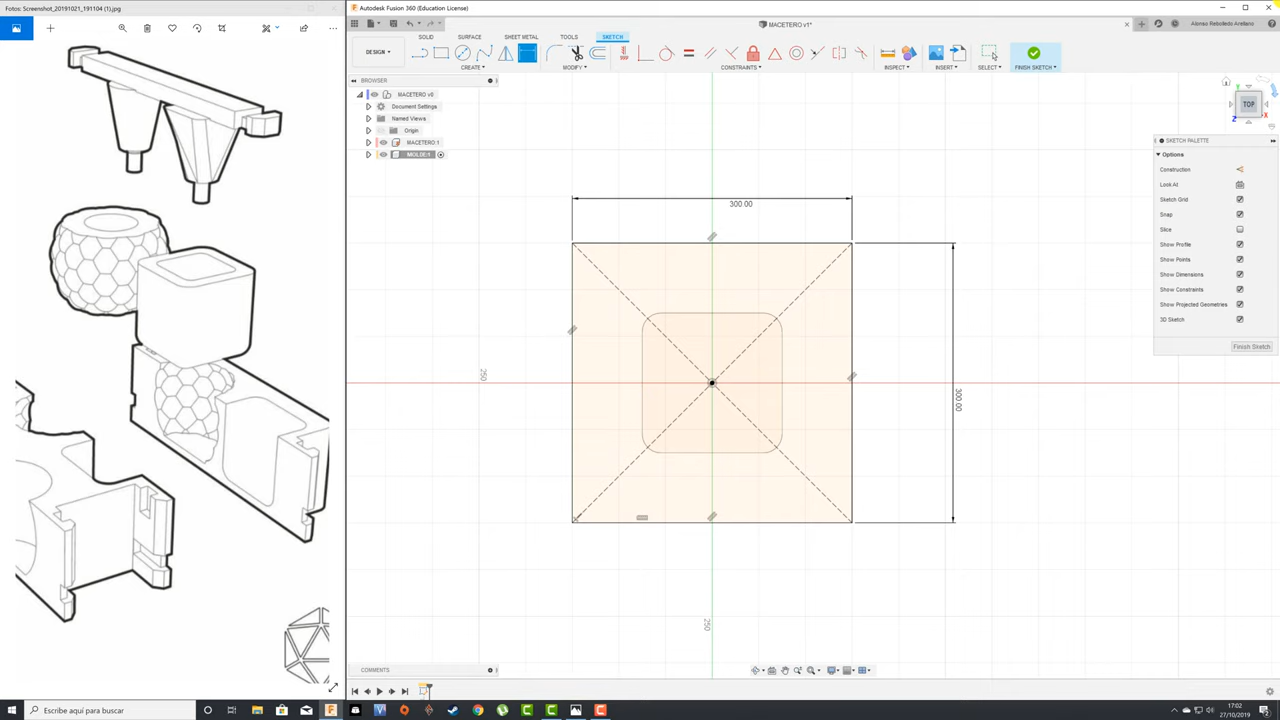 Fotos: Screenshot_20191021_191104 (1).jpg
Autodesk Fusion 360 (Education License)
MACETERO v1*
Alonso Rebolledo Arellano
DESIGN
SOLID
SURFACE
SHEET METAL
TOOLS
SKETCH
CREATE
MODIFY
CONSTRAINTS
INSPECT
INSERT
SELECT
FINISH SKETCH
BROWSER
MACETERO v0
Document Settings
Named Views
Origin
MACETERO:1
MOLDE:1
TOP
Z
X
SKETCH PALETTE
Options
Construction
Look At
Sketch Grid
Snap
Slice
Show Profile
Show Points
Show Dimensions
Show Constraints
Show Projected Geometries
3D Sketch
Finish Sketch
300.00
300.00
250
250
COMMENTS
Escribe aquí para buscar
17:02
27/10/2019